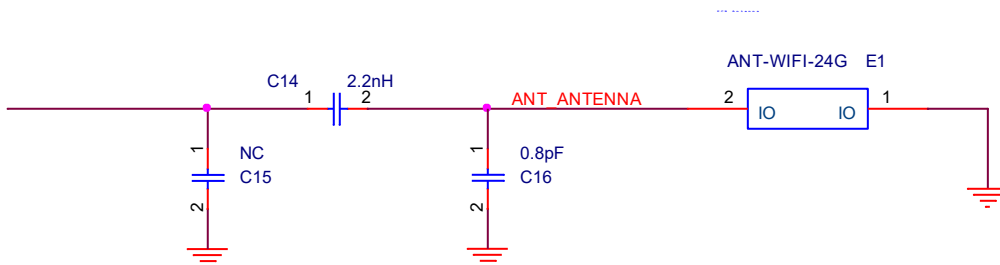 ANT-WIFI-24G E1
C14 2.2nH
1 2
ANT_ANTENNA
2 1
IO IO
1 NC
C15
2
1 0.8pF
C16
2